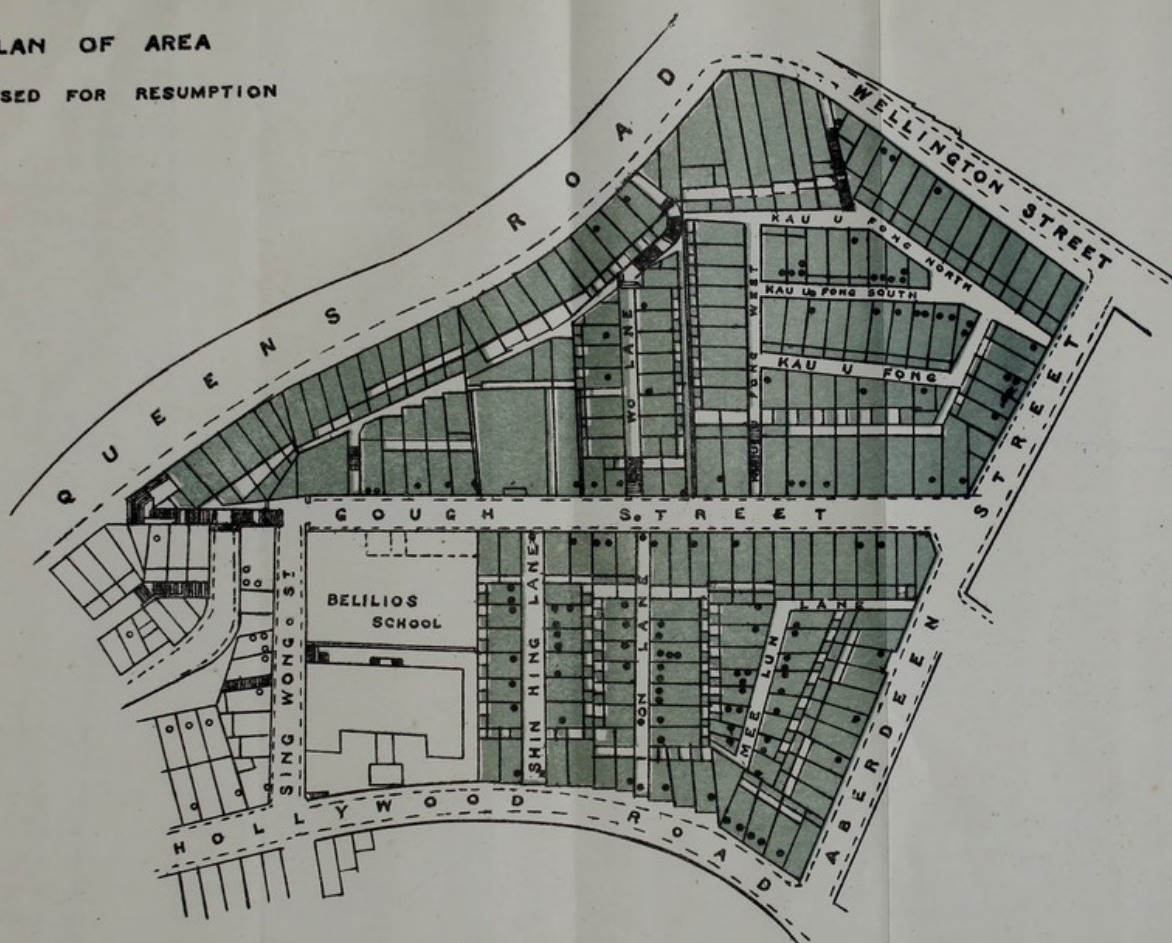 LAN OF AREA
SED FOR RESUMPTION
QUEENS ROAD
WELLINGTON STREET
KAU U FONG NORTH
KAU U FONG SOUTH
KAU U FONG
FONG WEST
WO LANE
GOUGH STREET
ABERDEEN STREET
BELILIOS
SCHOOL
SING WONG ST
SHIN HING LANE
ON LANE
MEE LUN LANE
HOLLYWOOD ROAD